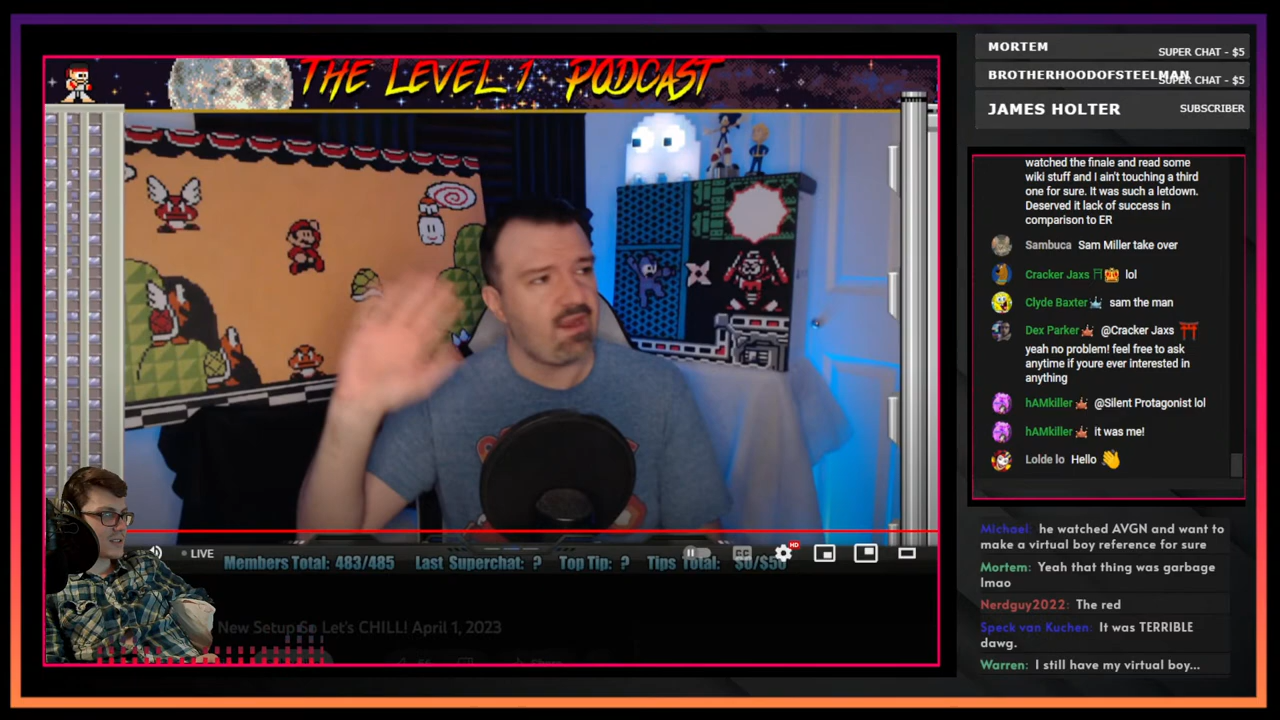 THE LEVEL 1 PODCAST
LIVE
Members Total: 483/485 Last Superchat: ? Top Tip: ? Tips Total: $0/$50
New Setup So Let's CHILL! April 1, 2023
Share
MORTEM
SUPER CHAT - $5
BROTHERHOODOFSTEELMAN
SUPER CHAT - $5
JAMES HOLTER SUBSCRIBER
watched the finale and read some
wiki stuff and I ain't touching a third
one for sure. It was such a letdown.
Deserved it lack of success in
comparison to ER
Sambuca Sam Miller take over
Cracker Jaxs lol
Clyde Baxter sam the man
Dex Parker @Cracker Jaxs
yeah no problem! feel free to ask
anytime if youre ever interested in
anything
hAMkiller @Silent Protagonist lol
hAMkiller it was me!
Lolde lo Hello
Michael: he watched AVGN and want to
make a virtual boy reference for sure
Mortem: Yeah that thing was garbage
lmao
Nerdguy2022: The red
Speck van Kuchen: It was TERRIBLE
dawg.
Warren: I still have my virtual boy...